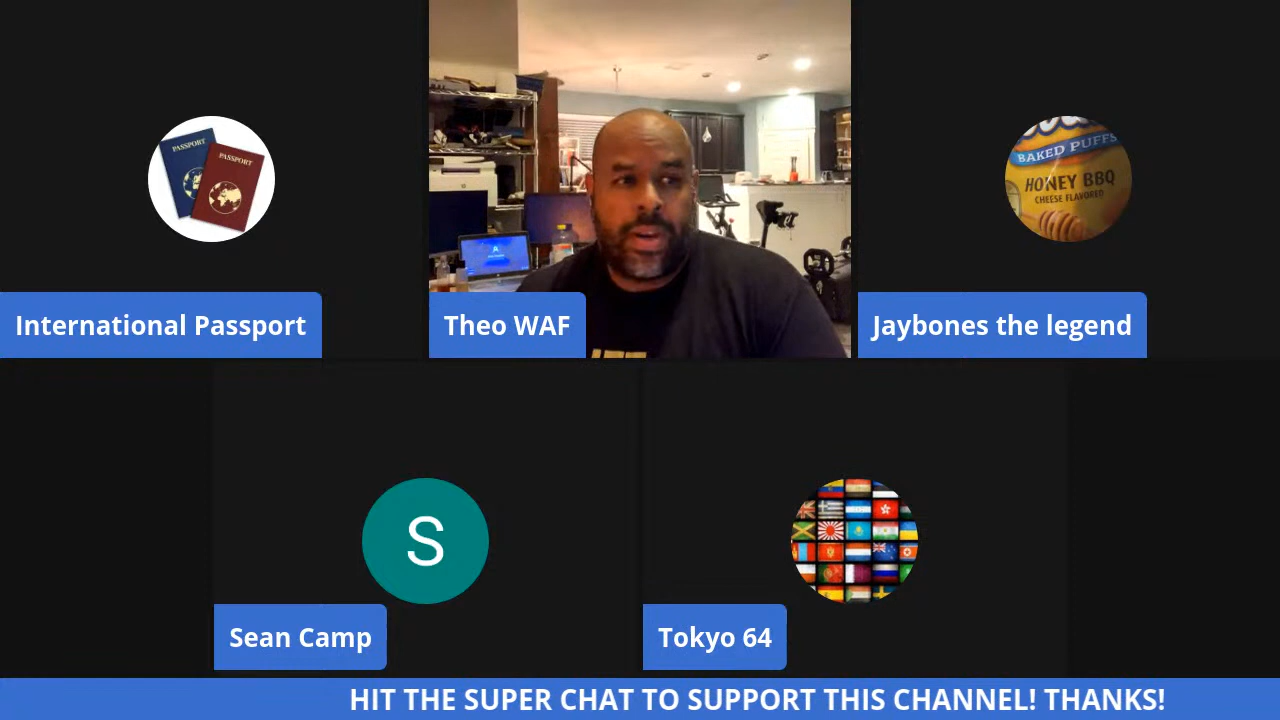 PASSPORT
PASSPORT
BAKED PUFFS
HONEY BBQ
CHEESE FLAVORED
International Passport
Theo WAF
Jaybones the legend
S
Sean Camp
Tokyo 64
HIT THE SUPER CHAT TO SUPPORT THIS CHANNEL! THANKS!